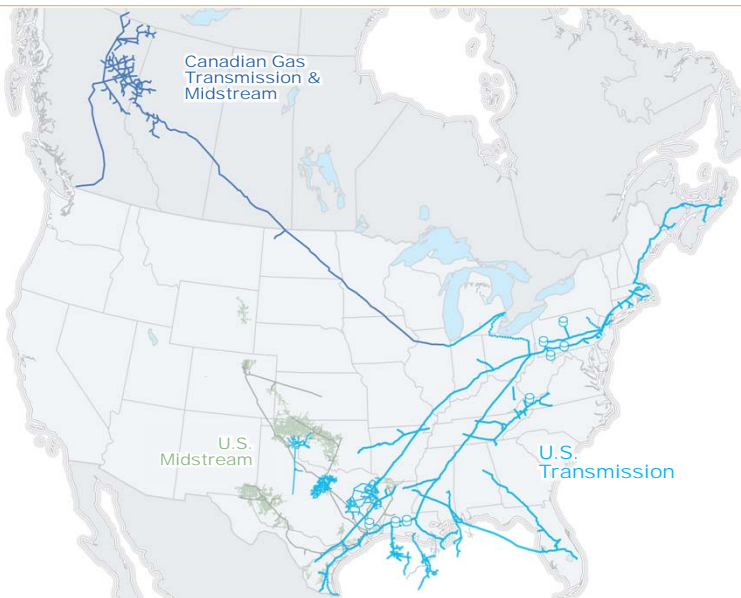 Canadian Gas
Transmission &
Midstream
U.S.
Midstream
U.S.
Transmission